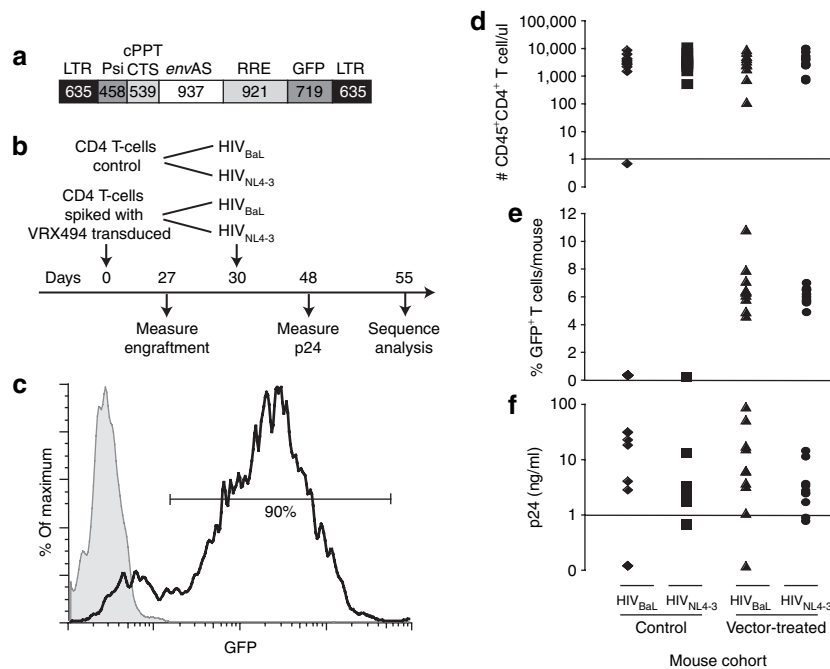 a
LTR Psi cPPT CTS envAS RRE GFP LTR
635 458 539 937 921 719 635
b
CD4 T-cells
control
HIVBaL
HIVNL4-3
CD4 T-cells
spiked with
VRX494 transduced
HIVBaL
HIVNL4-3
Days 0 27 30 48 55
Measure
engraftment
Measure
p24
Sequence
analysis
c
% Of maximum
90%
GFP
d
# CD45+CD4+ T cell/ul
100,000
10,000
1,000
100
10
1
0
e
% GFP+ T cells/mouse
12
10
8
6
4
2
0
f
p24 (ng/ml)
100
10
1
0
HIVBaL HIVNL4-3 HIVBaL HIVNL4-3
Control Vector-treated
Mouse cohort